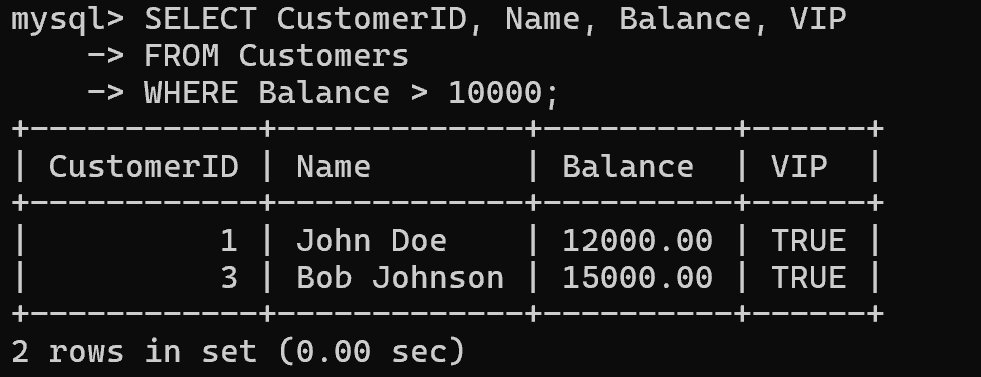 mysql> SELECT CustomerID, Name, Balance, VIP
    -> FROM Customers
    -> WHERE Balance > 10000;
+------------+-------------+----------+------+
| CustomerID | Name        | Balance  | VIP  |
+------------+-------------+----------+------+
|          1 | John Doe    | 12000.00 | TRUE |
|          3 | Bob Johnson | 15000.00 | TRUE |
+------------+-------------+----------+------+
2 rows in set (0.00 sec)